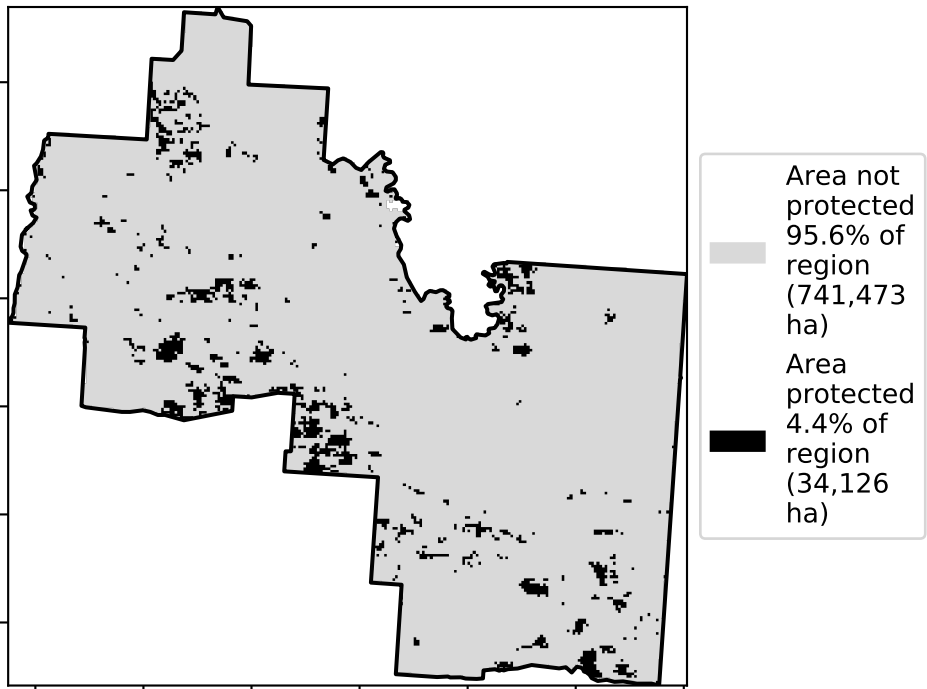 Area not
protected
95.6% of
region
(741,473
ha)
Area
protected
4.4% of
region
(34,126
ha)